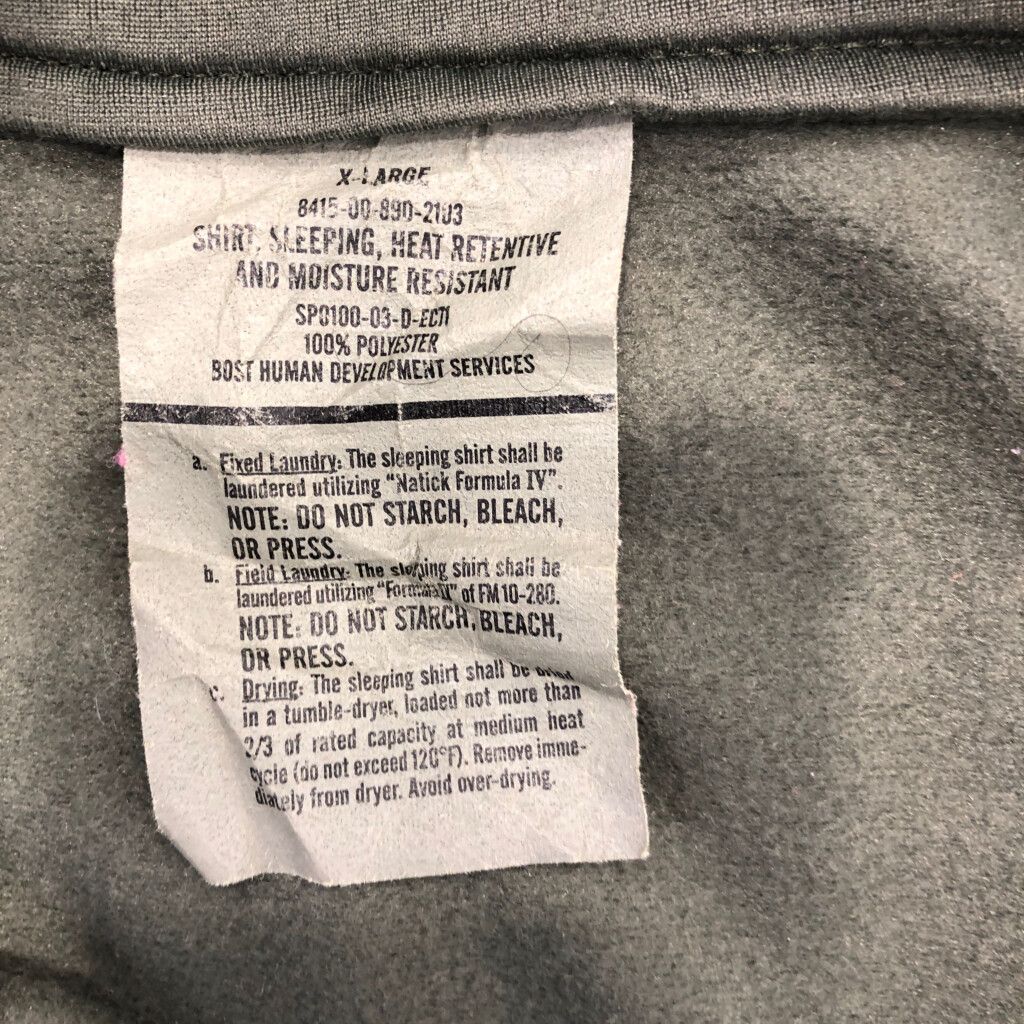 X-LARGE
8415-00-890-2103
SHIRT, SLEEPING, HEAT RETENTIVE
AND MOISTURE RESISTANT
SP0100-03-D-EC11
100% POLYESTER
BOST HUMAN DEVELOPMENT SERVICES
a. Fixed Laundry: The sleeping shirt shall be
laundered utilizing "Natick Formula IV".
NOTE: DO NOT STARCH, BLEACH,
OR PRESS.
b. Field Laundry: The sleeping shirt shall be
laundered utilizing "Formula II" of FM 10-280.
NOTE: DO NOT STARCH, BLEACH,
OR PRESS.
c. Drying: The sleeping shirt shall be dried
in a tumble-dryer, loaded not more than
2/3 of rated capacity at medium heat
cycle (do not exceed 120°F). Remove imme-
diately from dryer. Avoid over-drying.